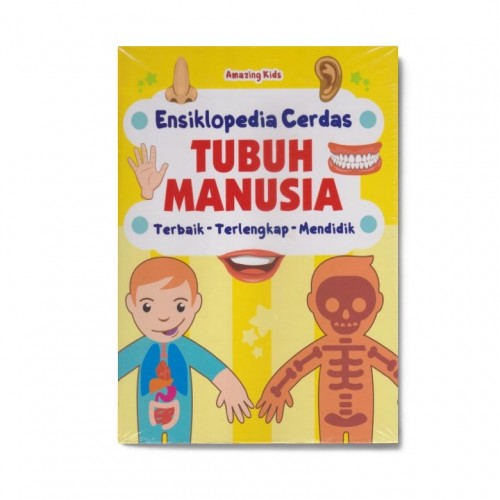 Amazing Kids
Ensiklopedia Cerdas
TUBUH
MANUSIA
Terbaik - Terlengkap - Mendidik